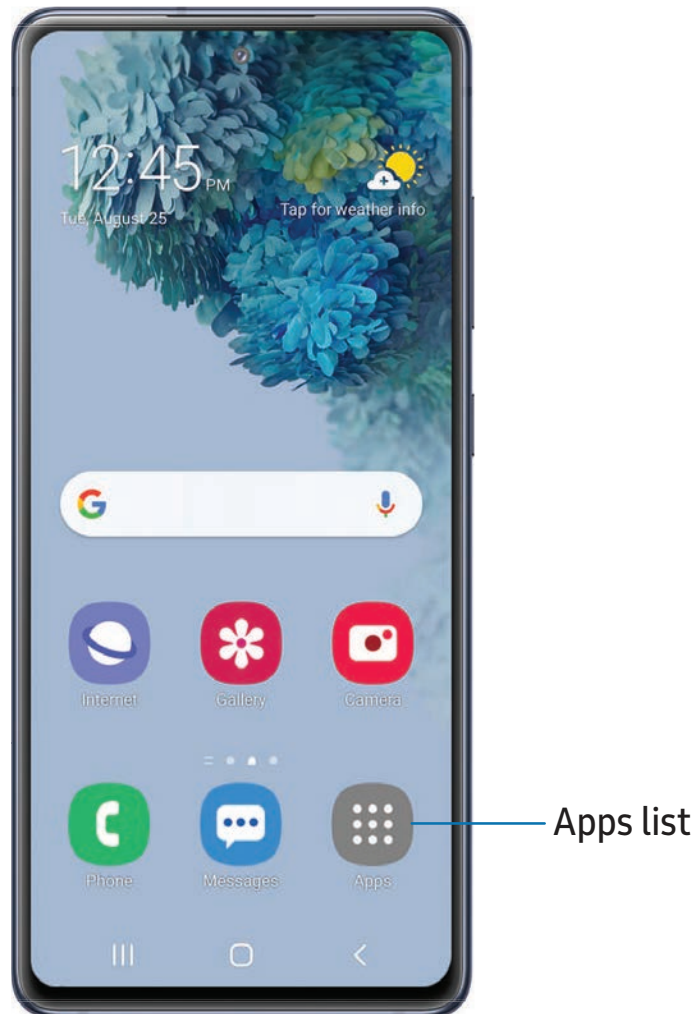 12:45 PM
Tue, August 25
Tap for weather info
G
Internet
Gallery
Camera
Phone
Messages
Apps
Apps list